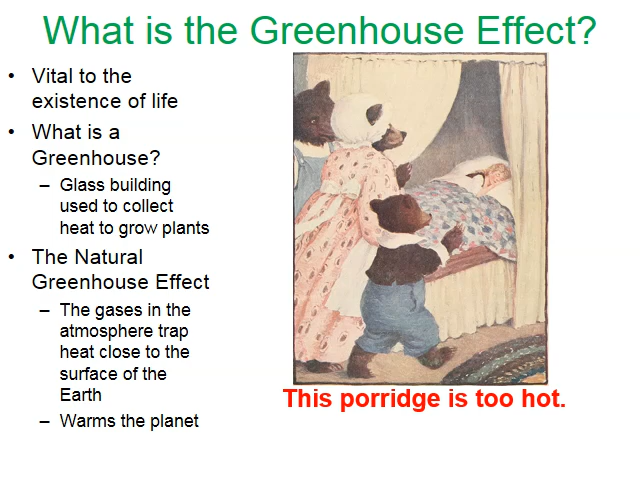 What is the Greenhouse Effect?
• Vital to the
existence of life
• What is a
Greenhouse?
– Glass building
used to collect
heat to grow plants
• The Natural
Greenhouse Effect
– The gases in the
atmosphere trap
heat close to the
surface of the
Earth
– Warms the planet
This porridge is too hot.